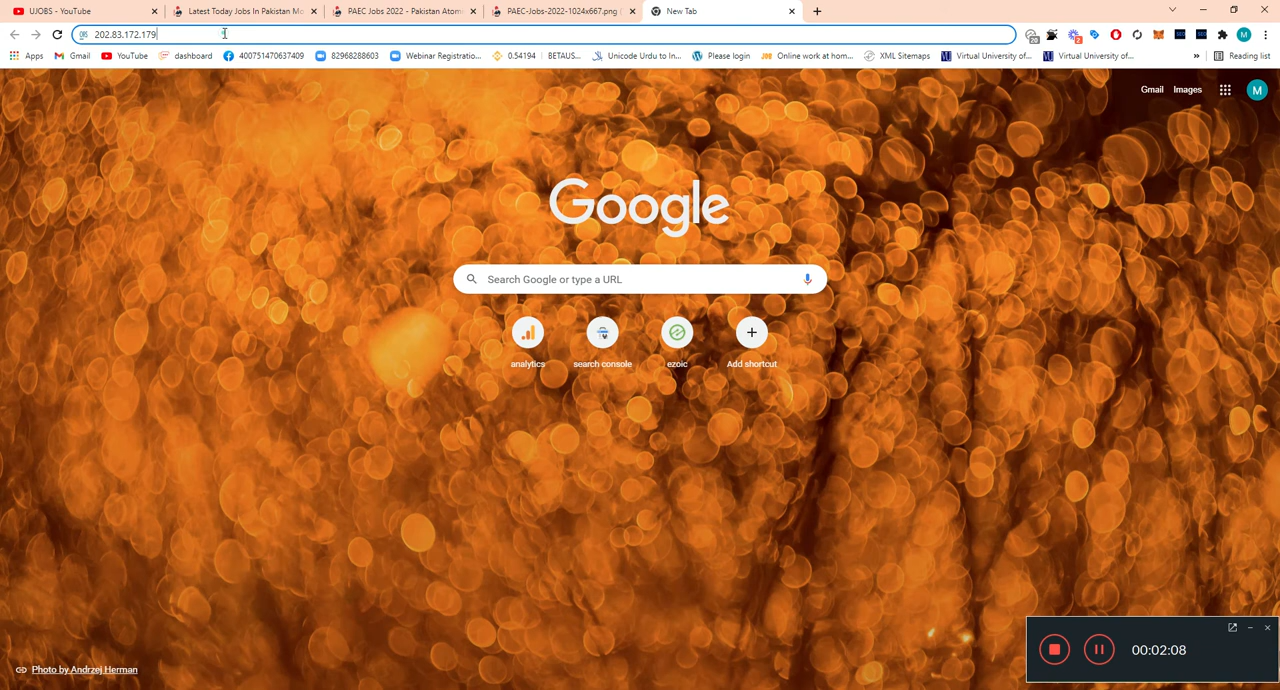 UJOBS - YouTube
Latest Today Jobs In Pakistan Mo
PAEC Jobs 2022 - Pakistan Atom
PAEC-Jobs-2022-1024x667.png (
New Tab
202.83.172.179
Apps
Gmail
YouTube
dashboard
400751470637409
82968288603
Webinar Registratio...
0.54194 | BETAUS...
Unicode Urdu to In...
Please login
Online work at hom...
XML Sitemaps
Virtual University of...
Virtual University of...
»
Reading list
Gmail
Images
M
Google
Search Google or type a URL
analytics
search console
ezoic
Add shortcut
Photo by Andrzej Herman
00:02:08